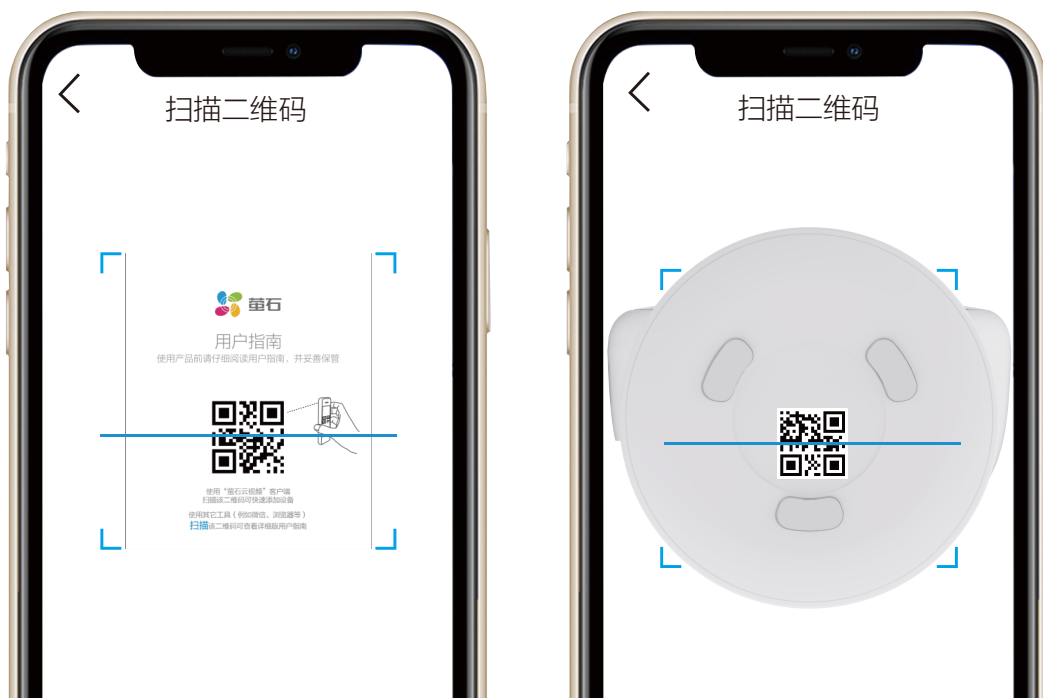 扫描二维码
萤石
用户指南
使用产品前请仔细阅读用户指南，并妥善保管
使用“萤石云视频”客户端
扫描该二维码可快速添加设备
使用其它工具（例如微信、浏览器等）
扫描该二维码可查看详细版用户指南
扫描二维码